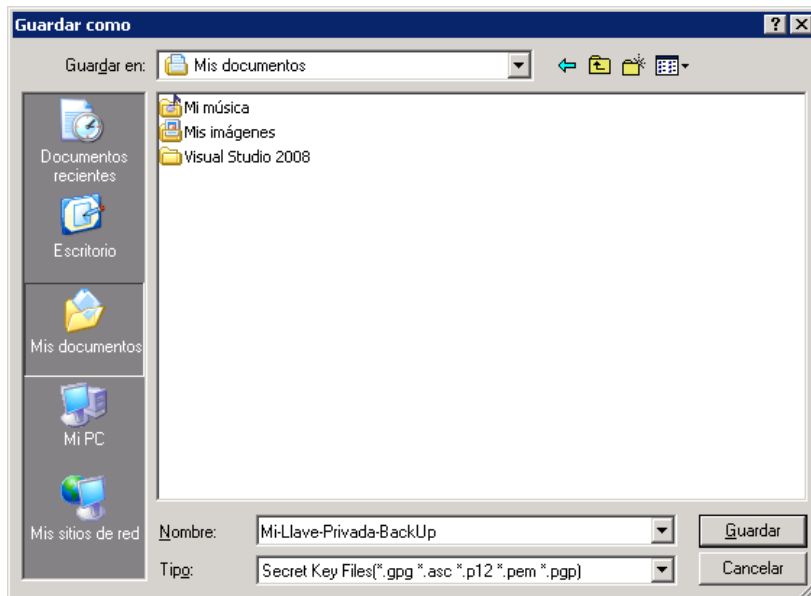 Guardar como
Guardar en: Mis documentos
Mi música
Mis imágenes
Visual Studio 2008
Documentos
recientes
Escritorio
Mis documentos
Mi PC
Mis sitios de red
Nombre: Mi-Llave-Privada-BackUp Guardar
Tipo: Secret Key Files(*.gpg *.asc *.p12 *.pem *.pgp) Cancelar